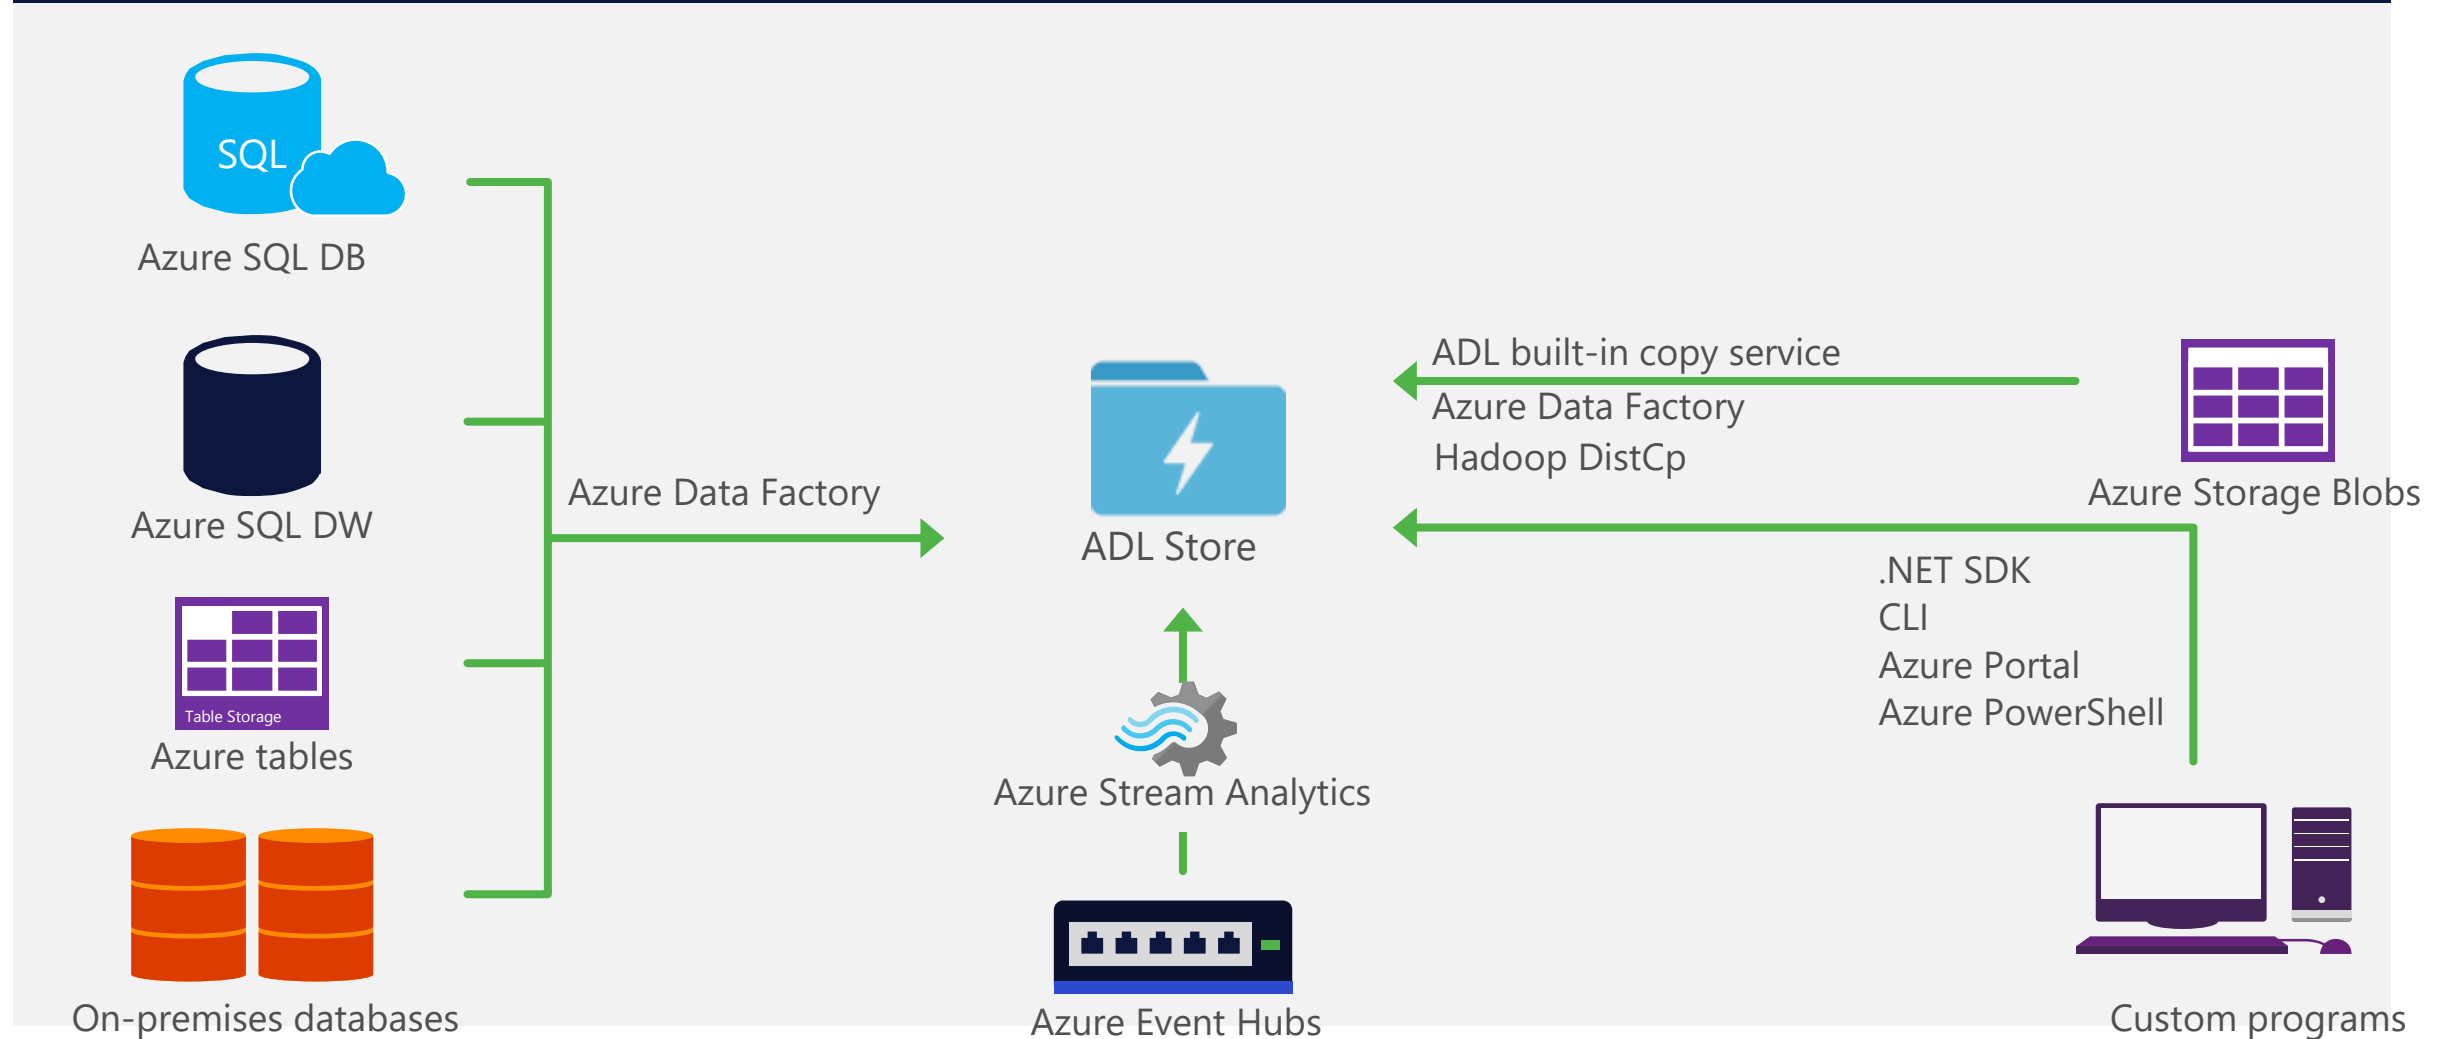 SQL
Azure SQL DB
Azure SQL DW
Table Storage
Azure tables
On-premises databases
Azure Data Factory
ADL Store
Azure Stream Analytics
Azure Event Hubs
ADL built-in copy service
Azure Data Factory
Hadoop DistCp
Azure Storage Blobs
.NET SDK
CLI
Azure Portal
Azure PowerShell
Custom programs